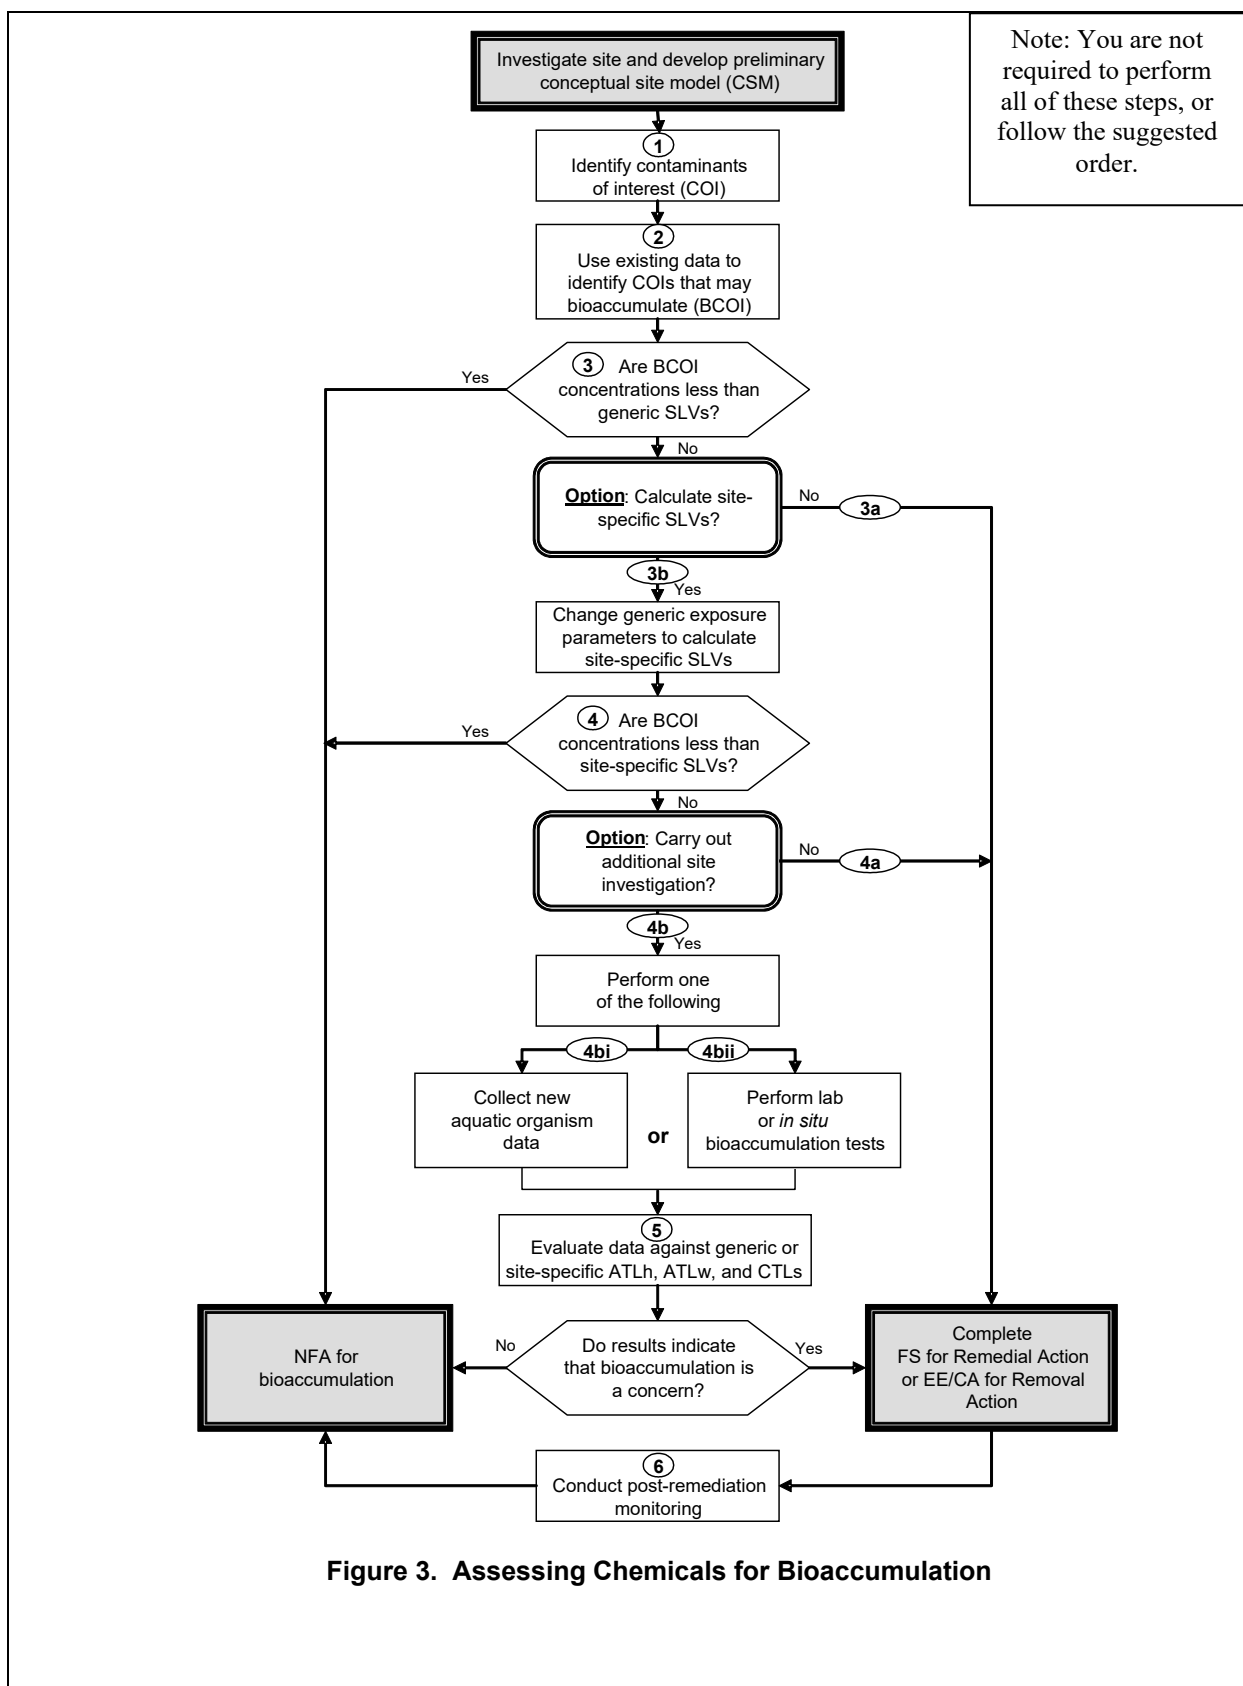 Investigate site and develop preliminary
conceptual site model (CSM)
Note: You are not
required to perform
all of these steps, or
follow the suggested
order.
1
Identify contaminants
of interest (COI)
2
Use existing data to
identify COIs that may
bioaccumulate (BCOI)
3 Are BCOI
concentrations less than
generic SLVs?
Yes
No
Option: Calculate site-
specific SLVs?
No
3a
3b
Yes
Change generic exposure
parameters to calculate
site-specific SLVs
4 Are BCOI
concentrations less than
site-specific SLVs?
Yes
No
Option: Carry out
additional site
investigation?
No
4a
4b
Yes
Perform one
of the following
4bi
4bii
Collect new
aquatic organism
data
or
Perform lab
or in situ
bioaccumulation tests
5
Evaluate data against generic or
site-specific ATLh, ATLw, and CTLs
Do results indicate
that bioaccumulation is
a concern?
No
Yes
NFA for
bioaccumulation
Complete
FS for Remedial Action
or EE/CA for Removal
Action
6
Conduct post-remediation
monitoring
Figure 3. Assessing Chemicals for Bioaccumulation